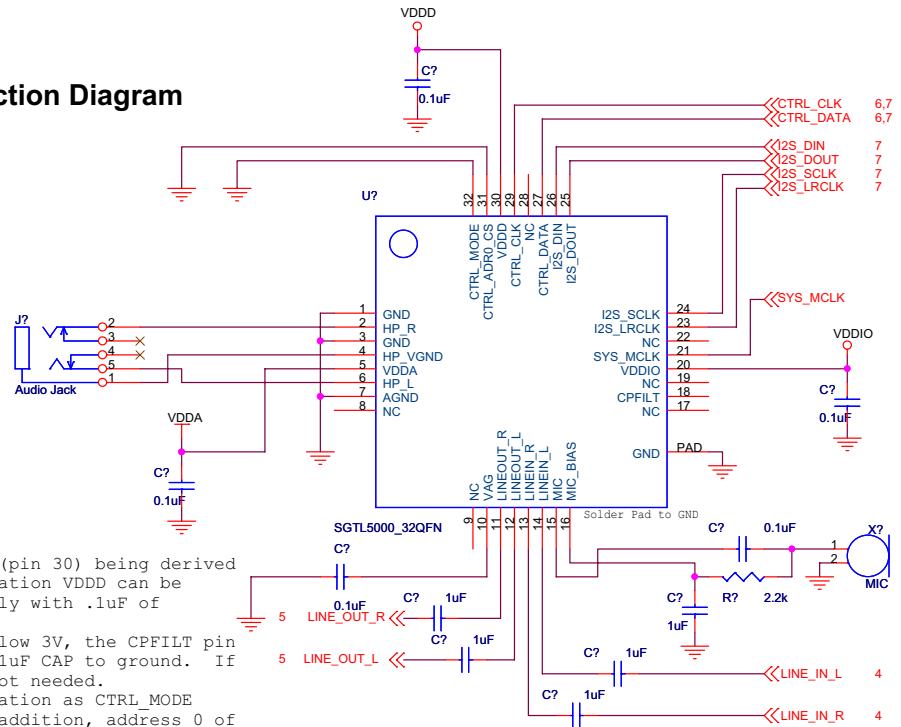 VDDD
C?
0.1uF
ction Diagram
CTRL_CLK 6,7
CTRL_DATA 6,7
I2S_DIN 7
I2S_DOUT 7
I2S_SCLK 7
I2S_LRCLK 7
U?
32 31 30 29 28 27 26 25
CTRL_MODE
CTRL_ADR0_CS
VDDD
CTRL_CLK
NC
CTRL_DATA
I2S_DIN
I2S_DOUT
1 GND
2 HP_R
3 GND
4 HP_VGND
5 VDDA
6 HP_L
7 AGND
8 NC
I2S_SCLK 24
I2S_LRCLK 23
NC 22
SYS_MCLK 21
VDDIO 20
NC 19
CPFILT 18
NC 17
GND PAD
SYS_MCLK
VDDIO
C?
0.1uF
J?
2
3
4
5
1
Audio Jack
VDDA
C?
0.1uF
NC
VAG
LINEOUT_R
LINEOUT_L
LINEIN_R
LINEIN_L
MIC
MIC_BIAS
9 10 11 12 13 14 15 16
SGTL5000_32QFN
Solder Pad to GND
C?
0.1uF
C? 0.1uF
X?
1
2
MIC
R? 2.2k
C?
1uF
5 LINE_OUT_R
C? 1uF
5 LINE_OUT_L
C? 1uF
C? 1uF
LINE_IN_L 4
C? 1uF
LINE_IN_R 4
(pin 30) being derived
ation VDDD can be
ly with .1uF of
low 3V, the CPFILT pin
1uF CAP to ground. If
ot needed.
ation as CTRL_MODE
addition, address 0 of